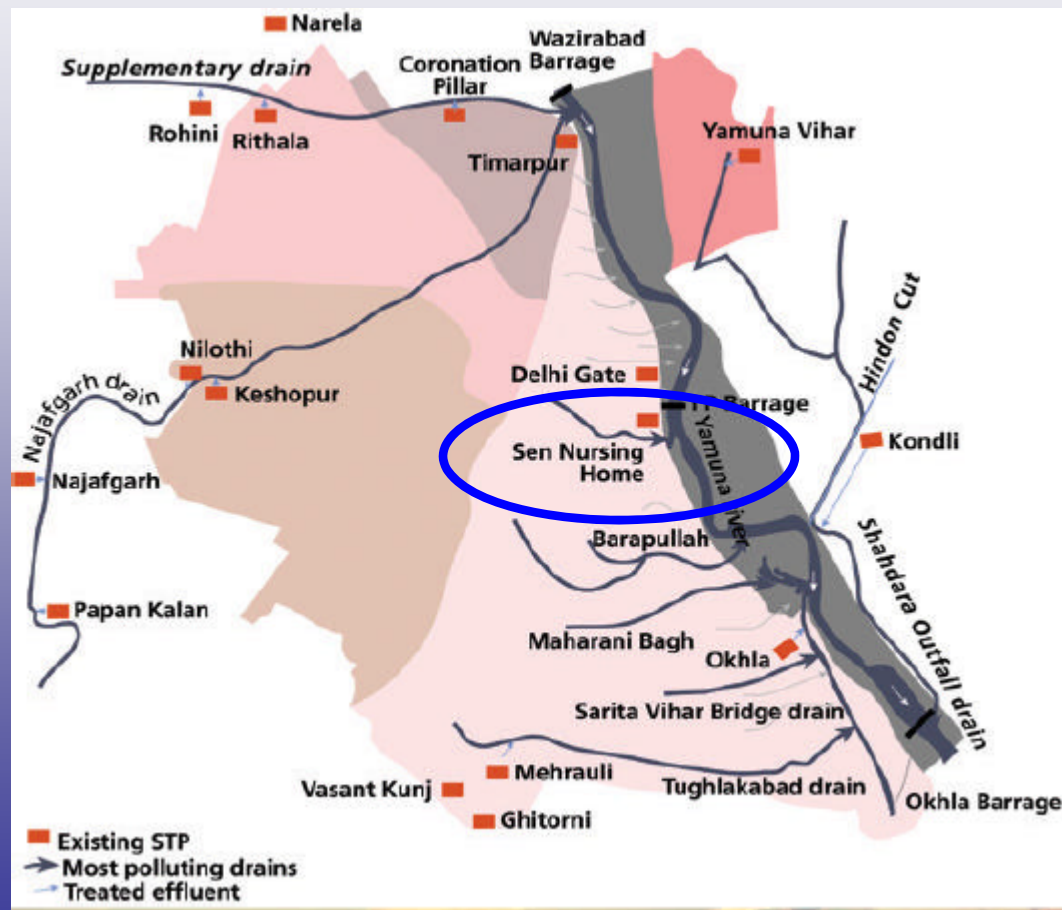 Narela
Wazirabad
Barrage
Supplementary drain
Coronation
Pillar
Rohini
Rithala
Timarpur
Yamuna Vihar
Hindon Cut
Nilothi
Keshopur
Najafgarh drain
Delhi Gate
Barrage
Sen Nursing
Home
Yamuna River
Kondli
Najafgarh
Barapullah
Shahdara Outfall drain
Papan Kalan
Maharani Bagh
Okhla
Sarita Vihar Bridge drain
Mehrauli
Vasant Kunj
Tughlakabad drain
Okhla Barrage
Ghitorni
Existing STP
Most polluting drains
Treated effluent